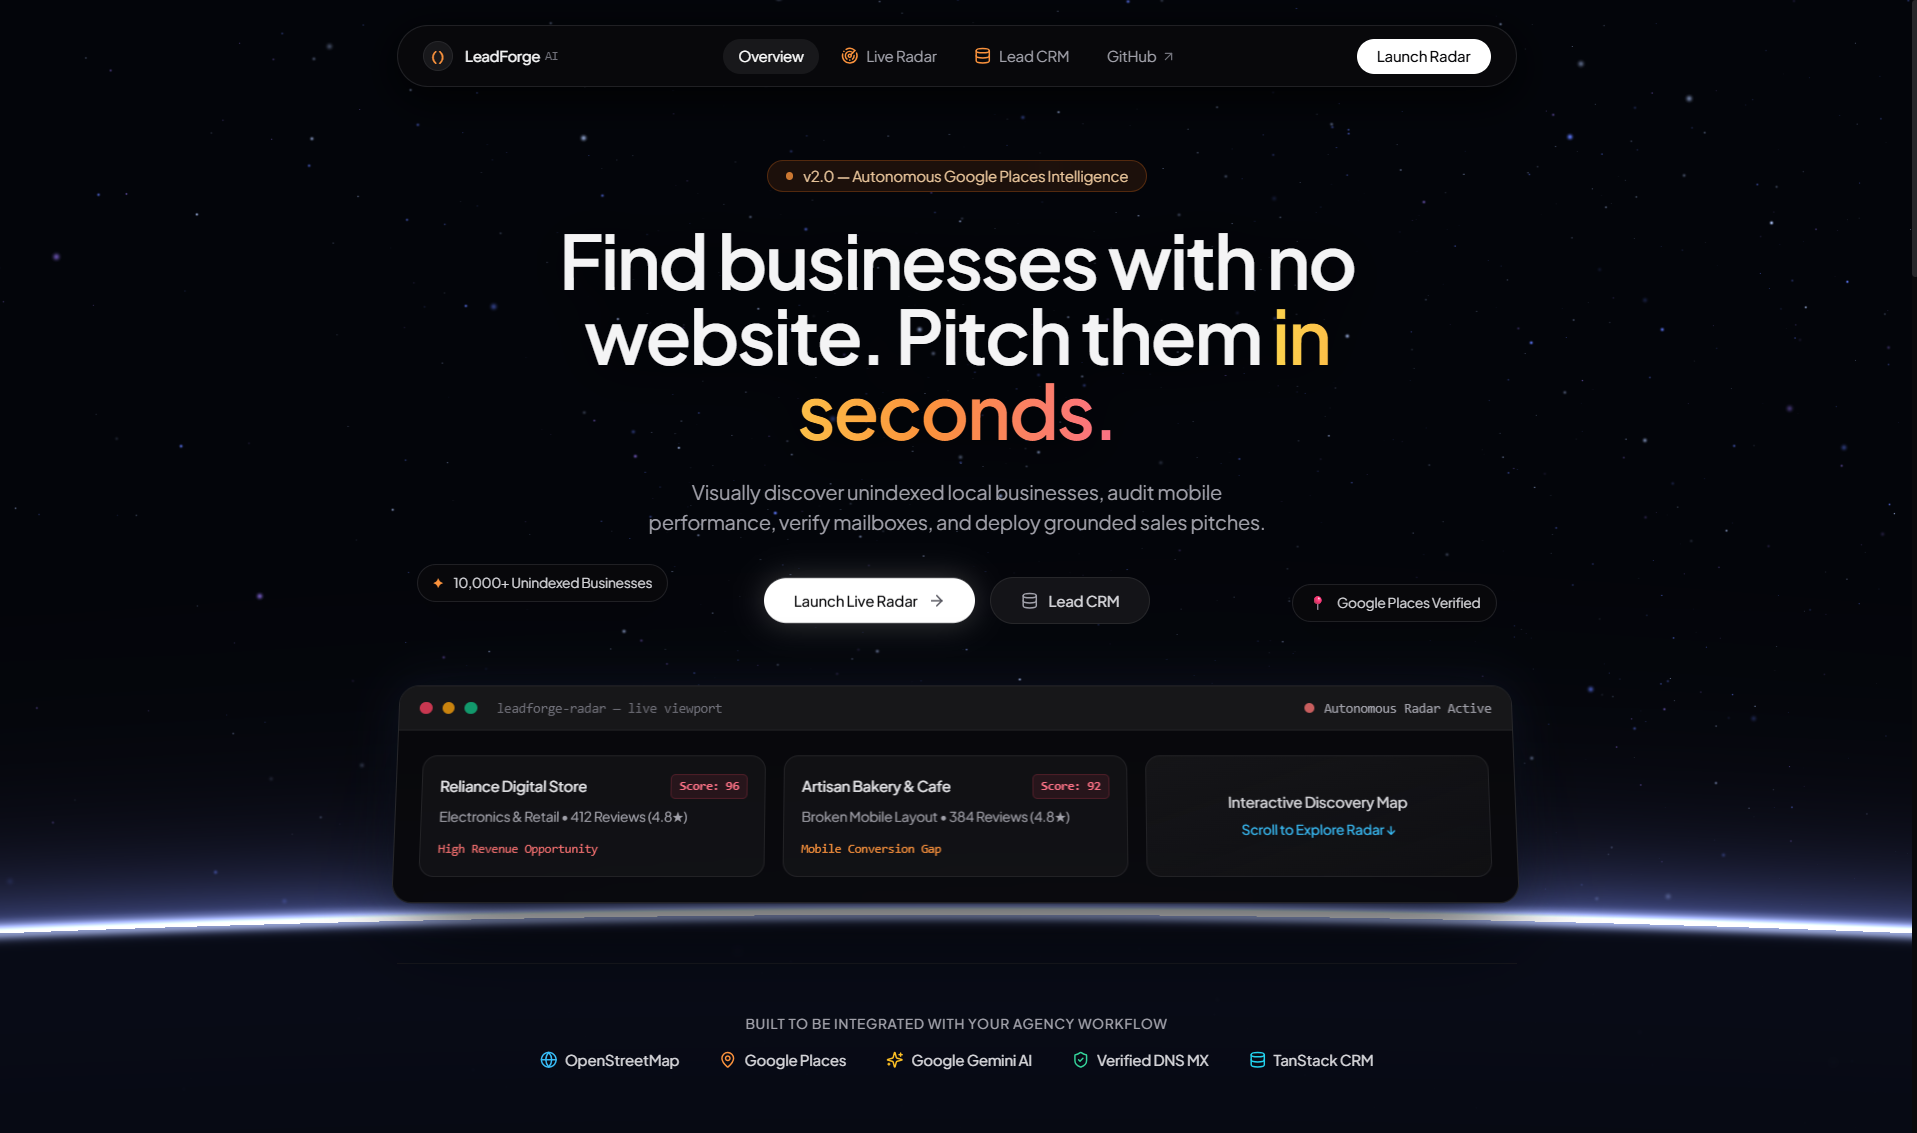 LeadForge AI
Overview
Live Radar
Lead CRM
GitHub ↗
Launch Radar
v2.0 — Autonomous Google Places Intelligence
Find businesses with no
website. Pitch them in
seconds.
Visually discover unindexed local businesses, audit mobile
performance, verify mailboxes, and deploy grounded sales pitches.
10,000+ Unindexed Businesses
Launch Live Radar →
Lead CRM
Google Places Verified
leadforge-radar — live viewport
Autonomous Radar Active
Reliance Digital Store
Score: 96
Electronics & Retail • 412 Reviews (4.8★)
High Revenue Opportunity
Artisan Bakery & Cafe
Score: 92
Broken Mobile Layout • 384 Reviews (4.8★)
Mobile Conversion Gap
Interactive Discovery Map
Scroll to Explore Radar ↓
BUILT TO BE INTEGRATED WITH YOUR AGENCY WORKFLOW
OpenStreetMap
Google Places
Google Gemini AI
Verified DNS MX
TanStack CRM